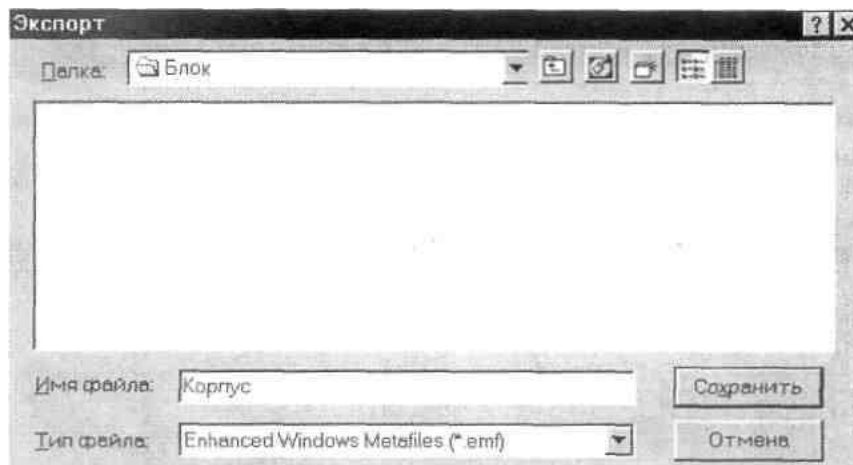 Экспорт
Папка: Блок
Имя файла: Корпус Сохранить
Тип файла: Enhanced Windows Metafiles (*.emf) Отмена